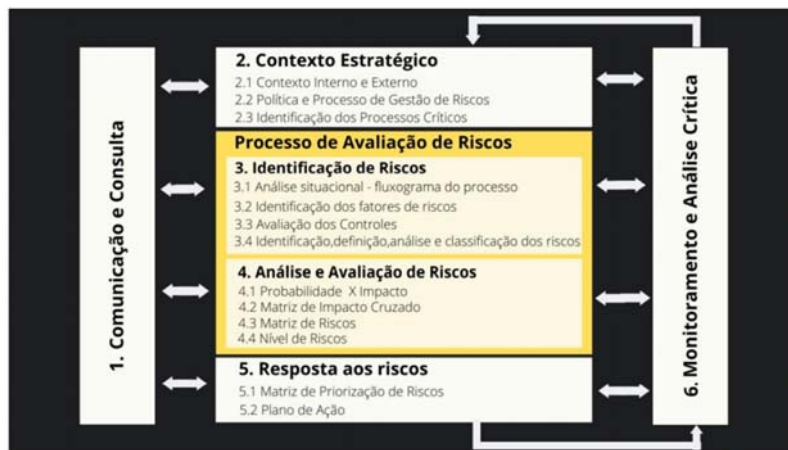 1. Comunicação e Consulta
2. Contexto Estratégico
2.1 Contexto Interno e Externo
2.2 Política e Processo de Gestão de Riscos
2.3 Identificação dos Processos Críticos
Processo de Avaliação de Riscos
3. Identificação de Riscos
3.1 Análise situacional - fluxograma do processo
3.2 Identificação dos fatores de riscos
3.3 Avaliação dos Controles
3.4 Identificação,definição,análise e classificação dos riscos
4. Análise e Avaliação de Riscos
4.1 Probabilidade X Impacto
4.2 Matriz de Impacto Cruzado
4.3 Matriz de Riscos
4.4 Nível de Riscos
5. Resposta aos riscos
5.1 Matriz de Priorização de Riscos
5.2 Plano de Ação
6. Monitoramento e Análise Crítica